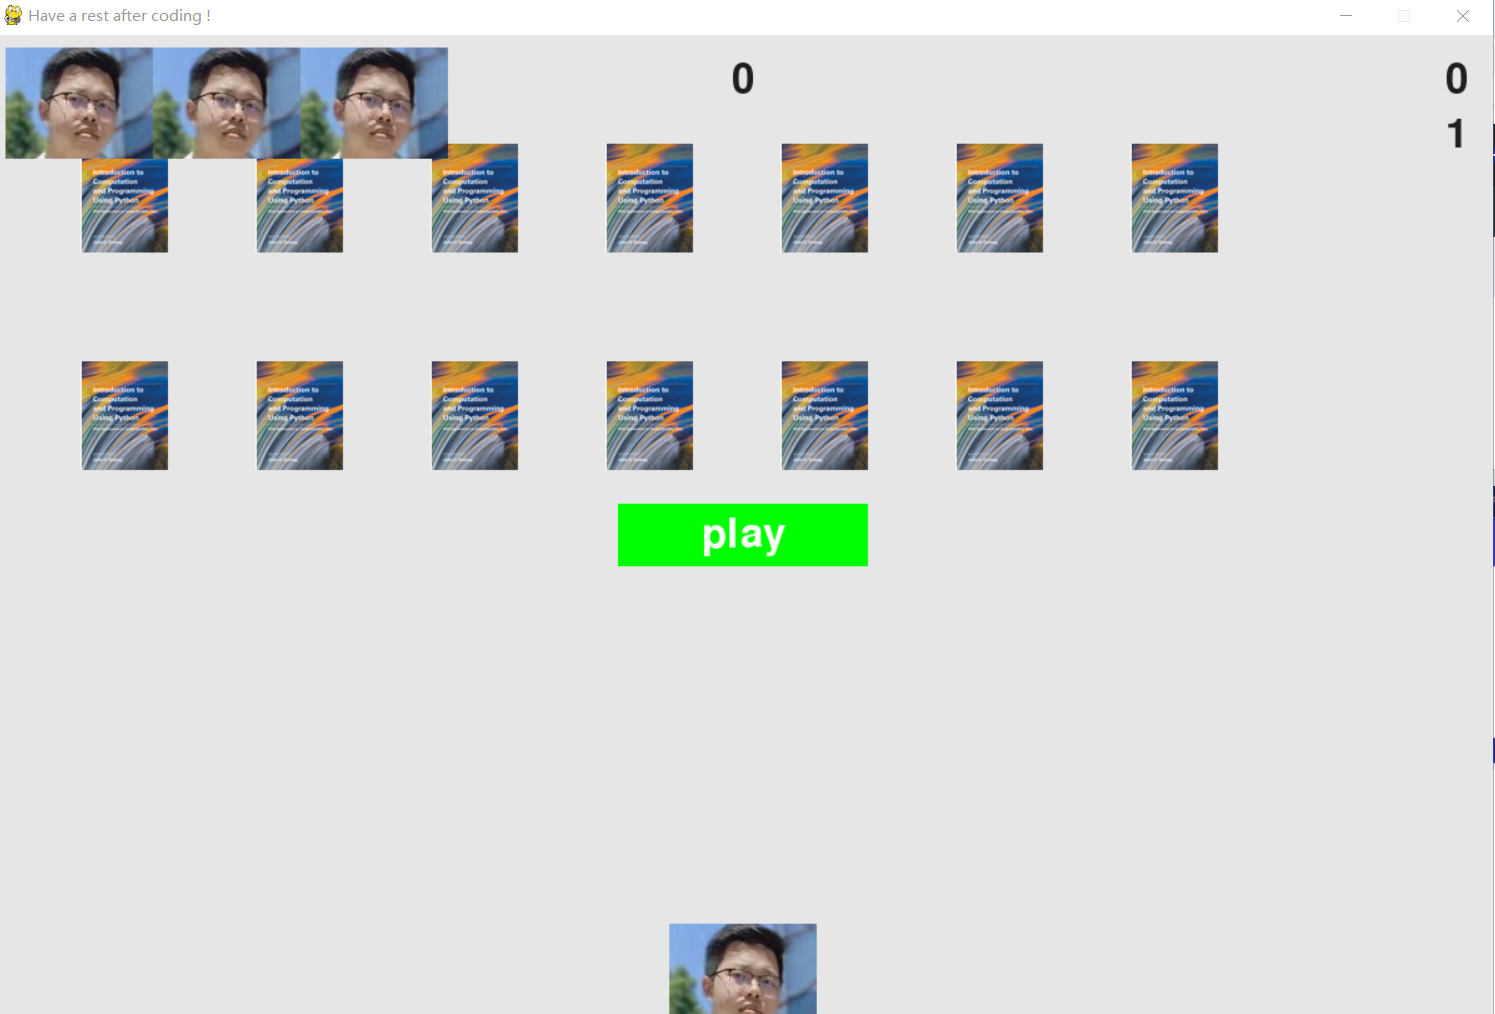 Have a rest after coding !
0
0
1
Introduction to
Computation
and Programming
Using Python
Introduction to
Computation
and Programming
Using Python
Introduction to
Computation
and Programming
Using Python
Introduction to
Computation
and Programming
Using Python
Introduction to
Computation
and Programming
Using Python
Introduction to
Computation
and Programming
Using Python
Introduction to
Computation
and Programming
Using Python
Introduction to
Computation
and Programming
Using Python
Introduction to
Computation
and Programming
Using Python
Introduction to
Computation
and Programming
Using Python
Introduction to
Computation
and Programming
Using Python
Introduction to
Computation
and Programming
Using Python
Introduction to
Computation
and Programming
Using Python
Introduction to
Computation
and Programming
Using Python
play